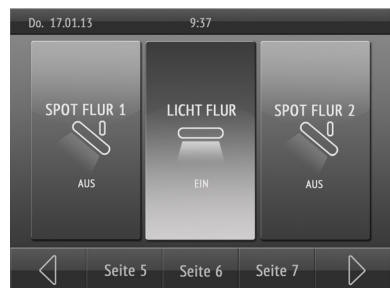 Do. 17.01.13 9:37
SPOT FLUR 1 LICHT FLUR SPOT FLUR 2
AUS EIN AUS
Seite 5 Seite 6 Seite 7